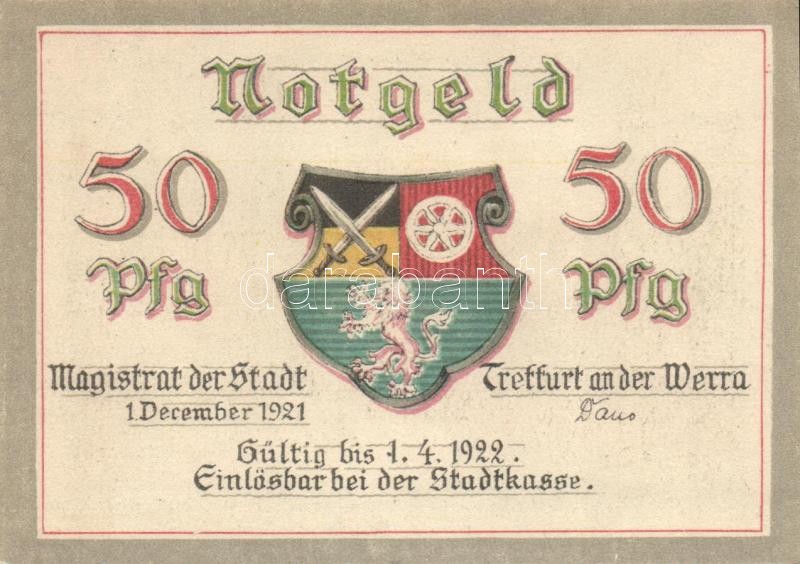 Notgeld
50 50
Pfg Pfg
darabanth
Magistrat der Stadt Treffurt an der Werra
1.December 1921
Gültig bis 1.4.1922.
Einlösbar bei der Stadtkasse.